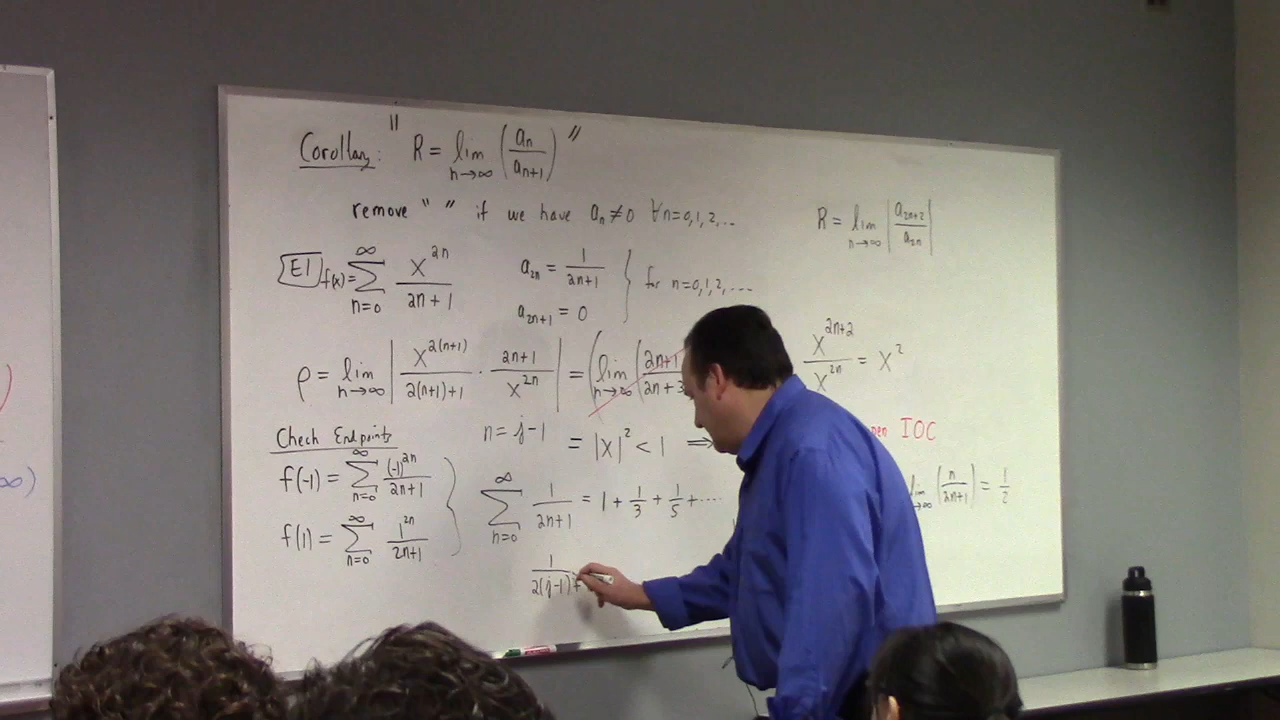 Corollary: " R = lim n→∞ (aₙ / aₙ₊₁) "
remove " " if we have aₙ ≠ 0 ∀n=0,1,2,...
R = lim n→∞ |a₂ₙ₊₂ / a₂ₙ|
E1 f(x) = ∑ n=0 ∞ x^{2n} / (2n+1)
a₂ₙ = 1 / (2n+1)
a₂ₙ₊₁ = 0
} for n=0,1,2,....
ρ = lim n→∞ | x^{2(n+1)} / (2(n+1)+1) · (2n+1) / x^{2n} | = ( lim n→∞ ( 2n+1 / 2n+3
x^{2n+2} / x^{2n} = x²
= |x|² < 1 ⇒
IOC
Check Endpoints
n = j-1
f(-1) = ∑ n=0 ∞ (-1)^{2n} / (2n+1)
f(1) = ∑ n=0 ∞ 1^{2n} / (2n+1)
}
∑ n=0 ∞ 1 / (2n+1) = 1 + 1/3 + 1/5 + ....
(n / (2n+1)) = 1/2
1 / 2(j-1)+
∞)